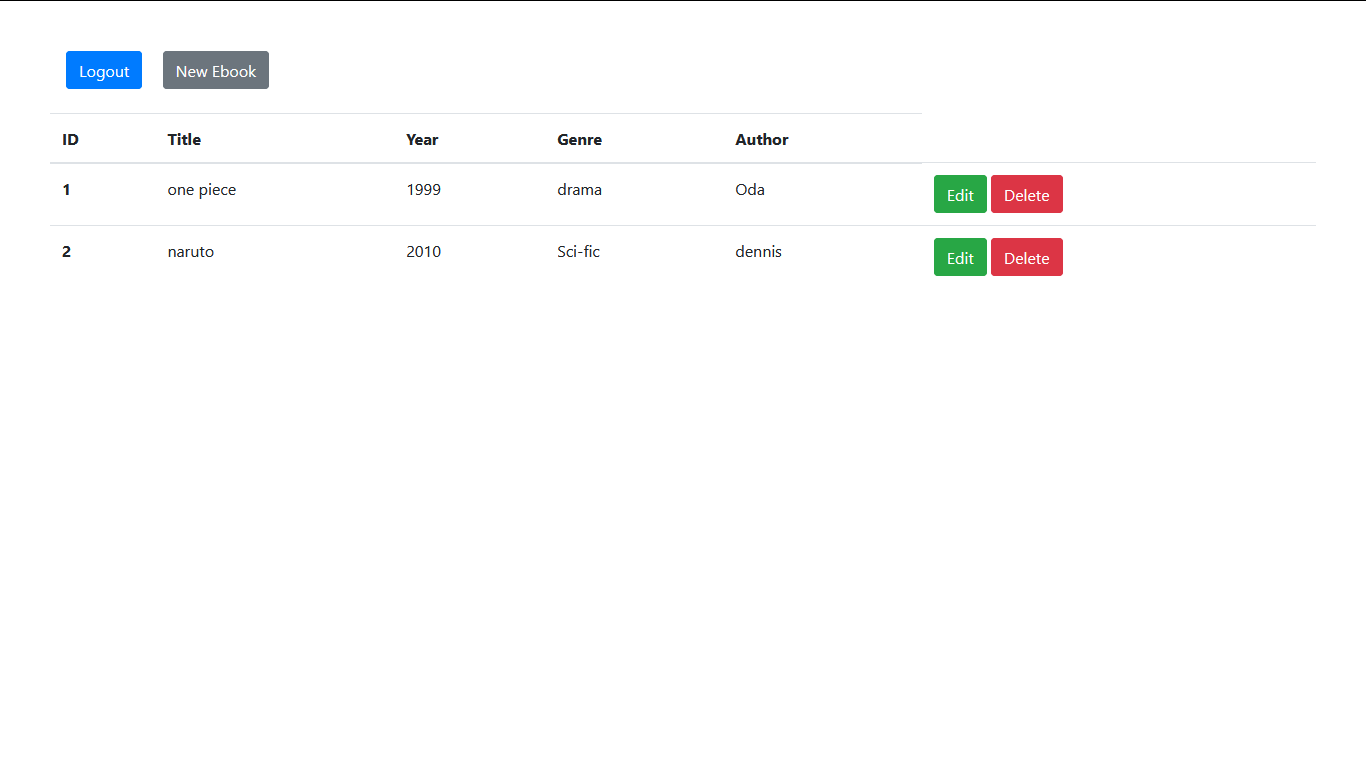 Logout New Ebook
ID Title Year Genre Author
1 one piece 1999 drama Oda Edit Delete
2 naruto 2010 Sci-fic dennis Edit Delete